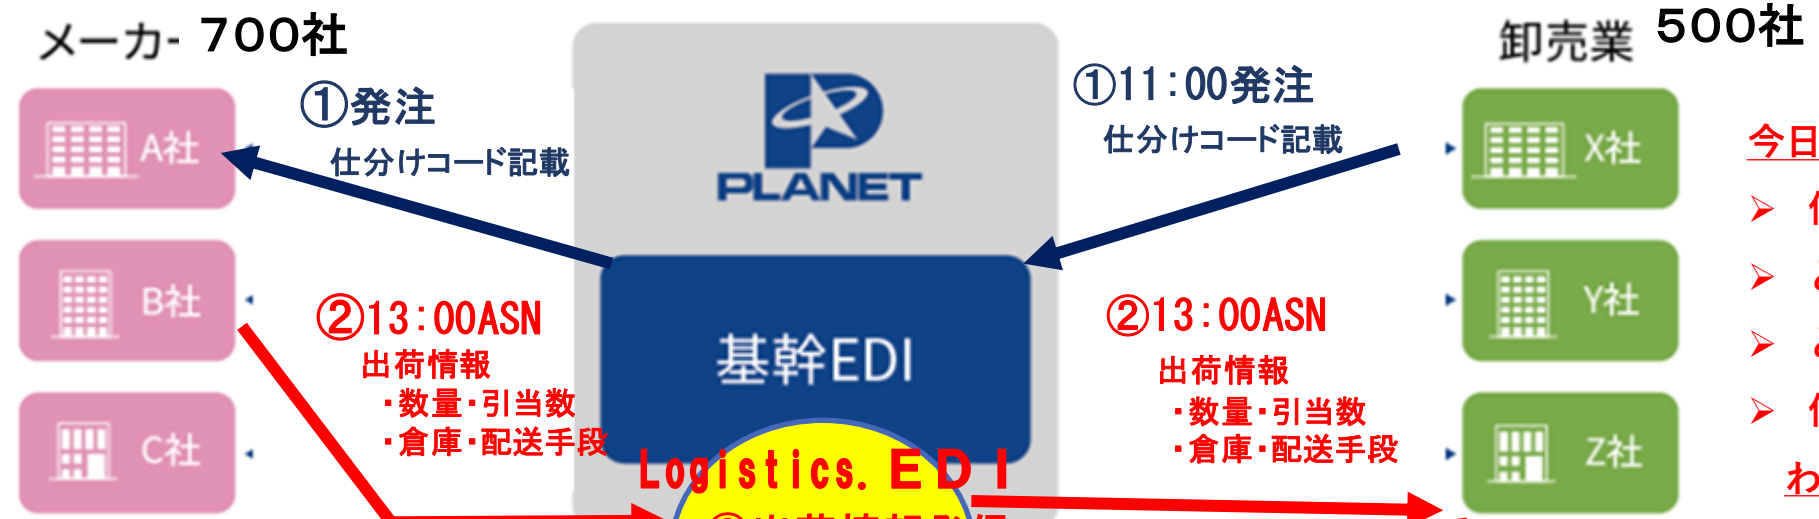 メーカー 700社
卸売業 500社
①発注
仕分けコード記載
①11:00発注
仕分けコード記載
PLANET
A社
B社
C社
X社
Y社
Z社
基幹EDI
②13:00ASN
出荷情報
・数量・引当数
・倉庫・配送手段
②13:00ASN
出荷情報
・数量・引当数
・倉庫・配送手段
Logistics. EDI
今日
わ